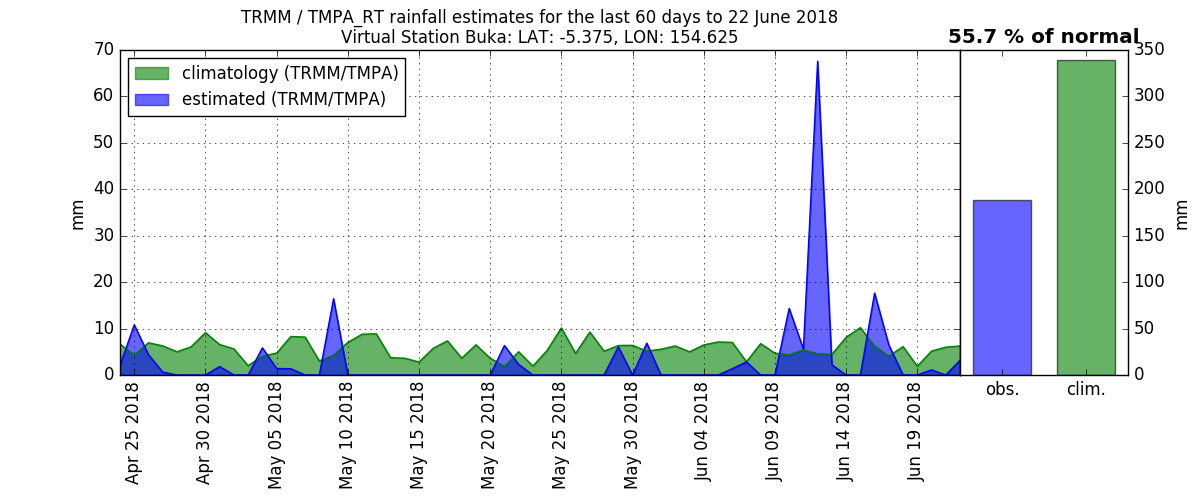 TRMM / TMPA_RT rainfall estimates for the last 60 days to 22 June 2018
Virtual Station Buka: LAT: -5.375, LON: 154.625
55.7 % of normal
climatology (TRMM/TMPA)
estimated (TRMM/TMPA)
70
60
50
40
30
20
10
0
mm
Apr 25 2018
Apr 30 2018
May 05 2018
May 10 2018
May 15 2018
May 20 2018
May 25 2018
May 30 2018
Jun 04 2018
Jun 09 2018
Jun 14 2018
Jun 19 2018
350
300
250
200
150
100
50
0
mm
obs.
clim.